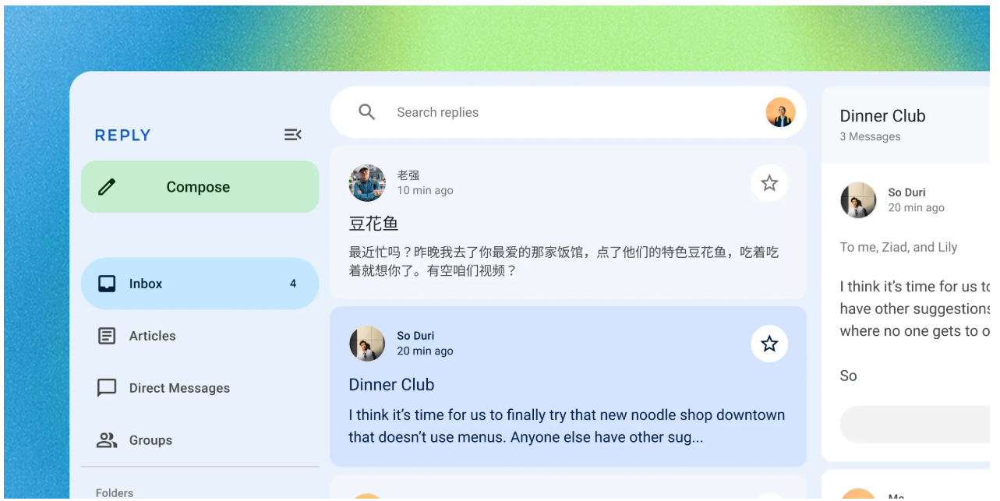 REPLY
Compose
Inbox 4
Articles
Direct Messages
Groups
Folders
Search replies
老强
10 min ago
豆花鱼
最近忙吗？昨晚我去了你最爱的那家饭馆，点了他们的特色豆花鱼，吃着吃
着就想你了。有空咱们视频？
So Duri
20 min ago
Dinner Club
I think it’s time for us to finally try that new noodle shop downtown
that doesn’t use menus. Anyone else have other sug...
Dinner Club
3 Messages
So Duri
20 min ago
To me, Ziad, and Lily
I think it’s time for us to
have other suggestions
where no one gets to o
So
Me